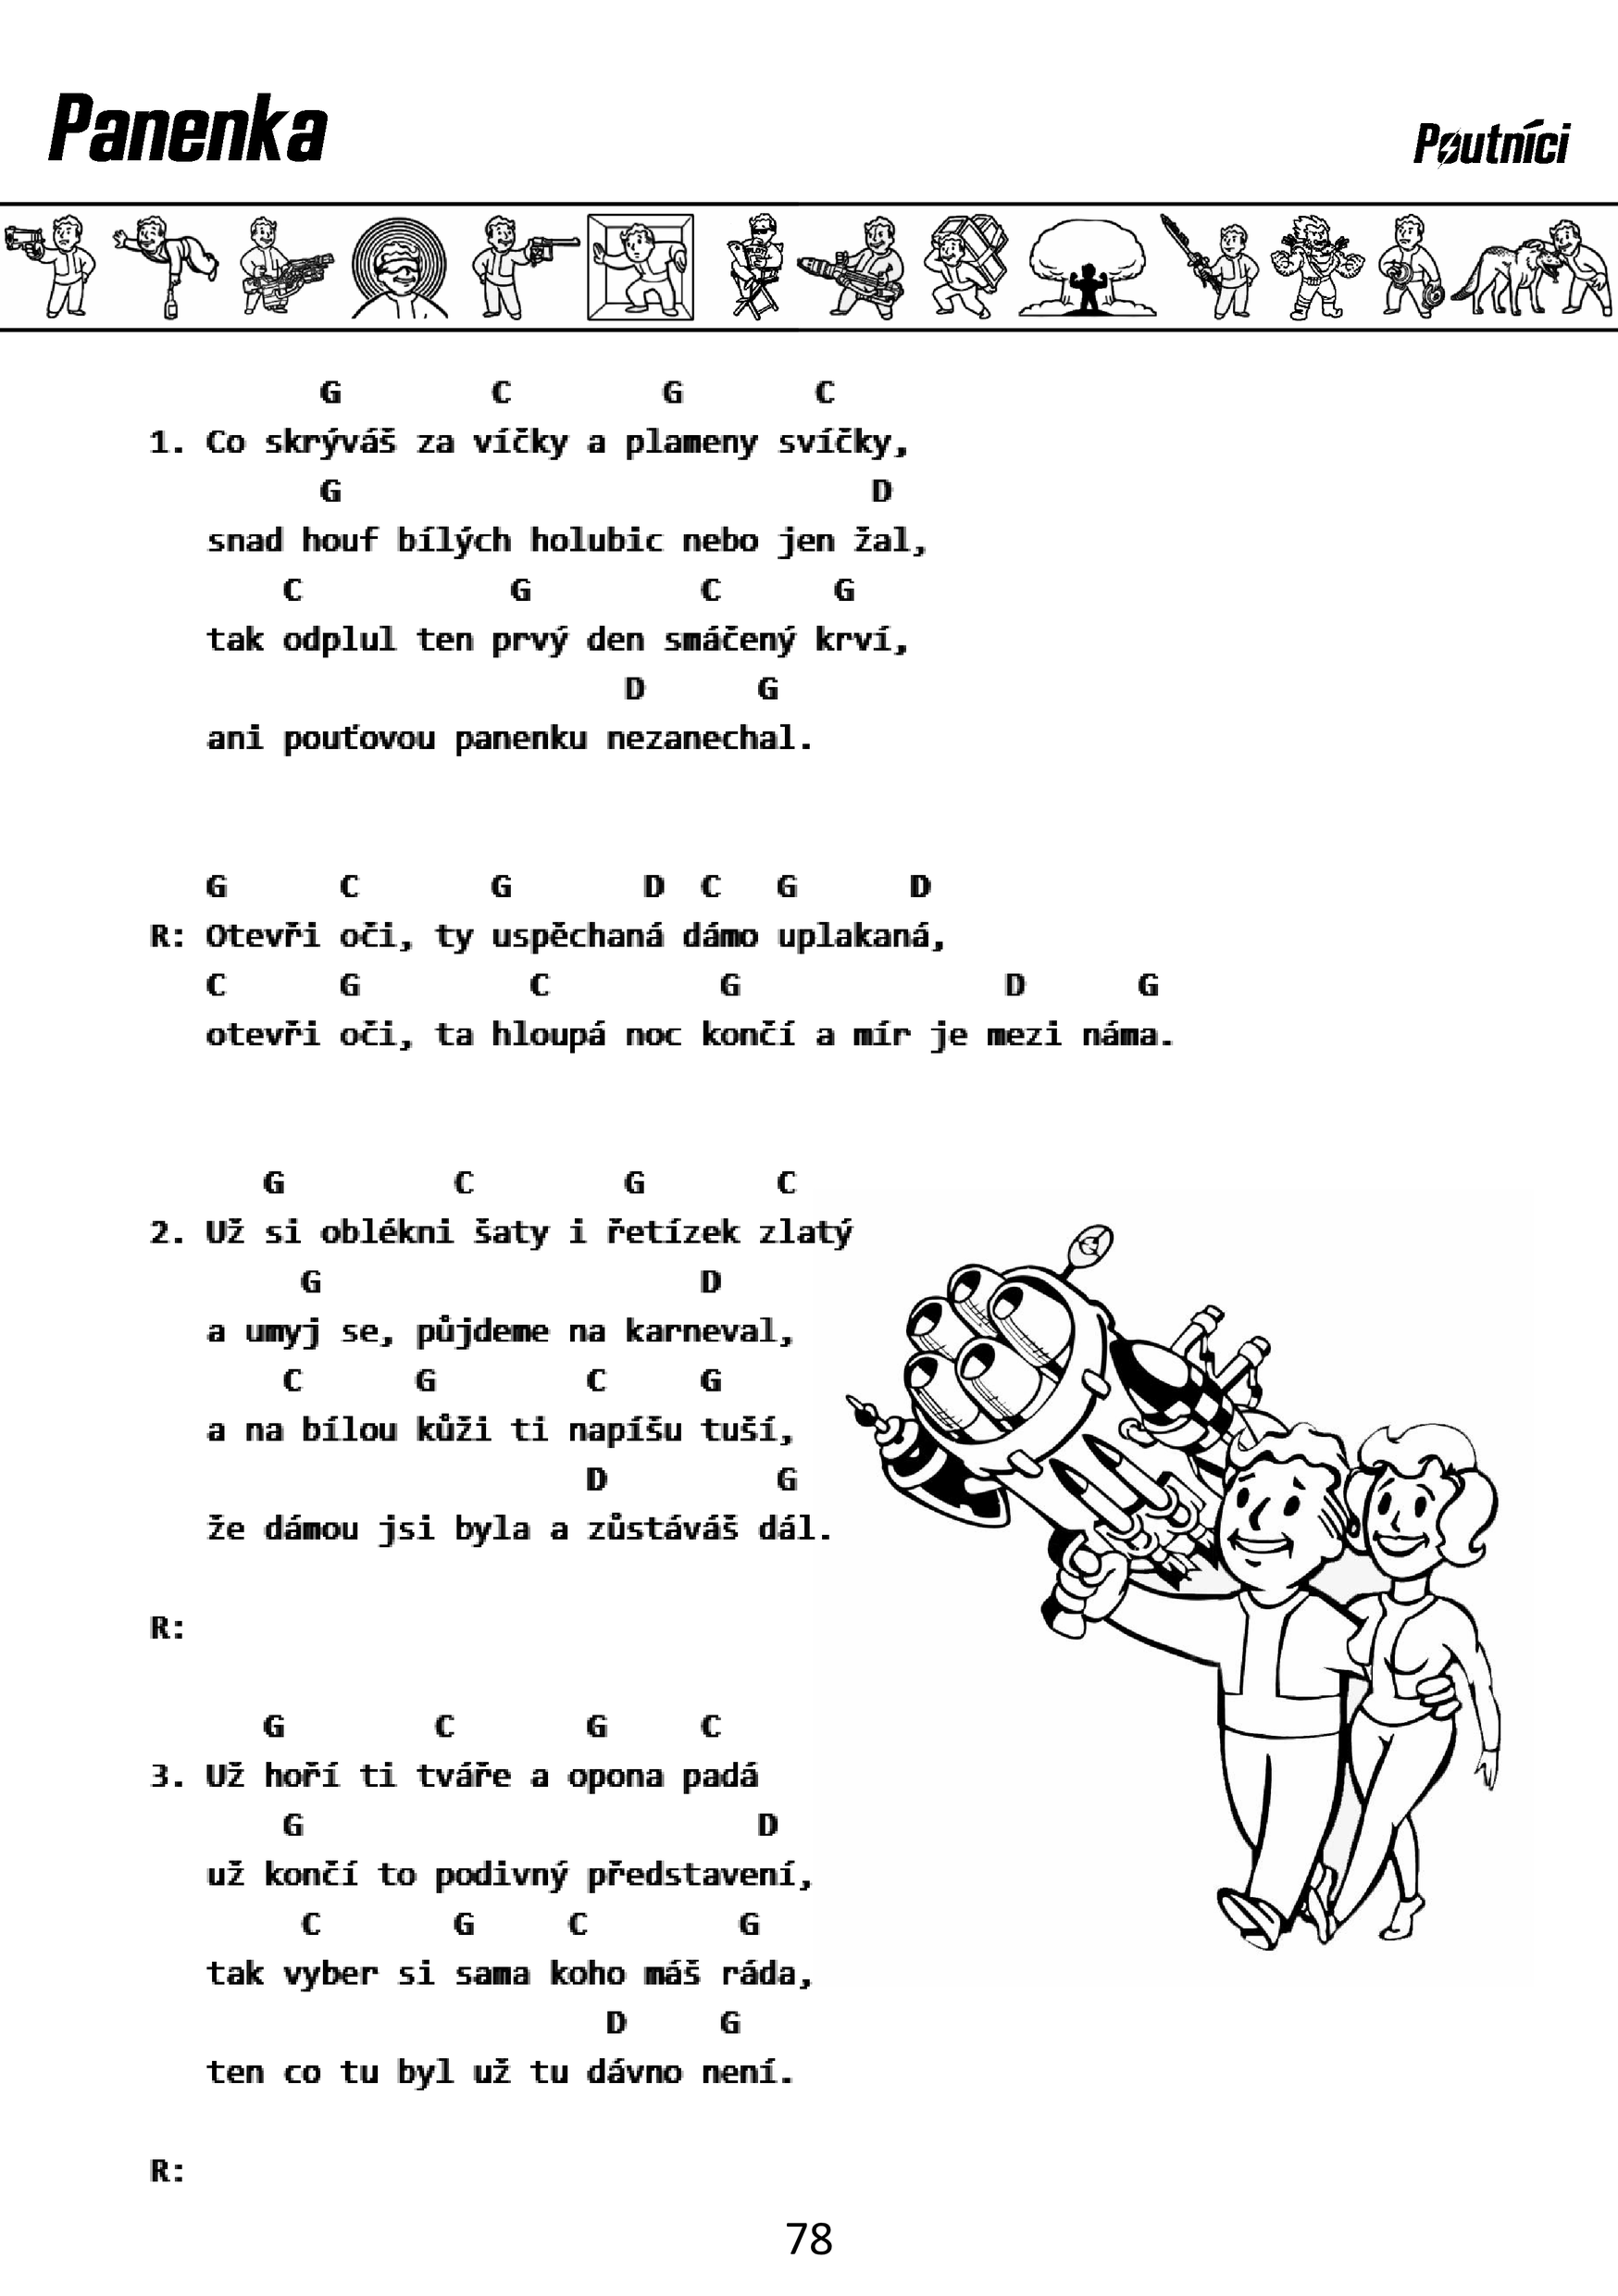 Panenka
Poutníci
G C G C
1. Co skrýváš za víčky a plameny svíčky,
G D
snad houf bílých holubic nebo jen žal,
C G C G
tak odplul ten prvý den smáčený krví,
D G
ani pouťovou panenku nezanechal.
G C G D C G D
R: Otevři oči, ty uspěchaná dámo uplakaná,
C G C G D G
otevři oči, ta hloupá noc končí a mír je mezi náma.
G C G C
2. Už si oblékni šaty i řetízek zlatý
G D
a umyj se, půjdeme na karneval,
C G C G
a na bílou kůži ti napíšu tuší,
D G
že dámou jsi byla a zůstáváš dál.
R:
G C G C
3. Už hoří ti tváře a opona padá
G D
už končí to podivný představení,
C G C G
tak vyber si sama koho máš ráda,
D G
ten co tu byl už tu dávno není.
R:
78